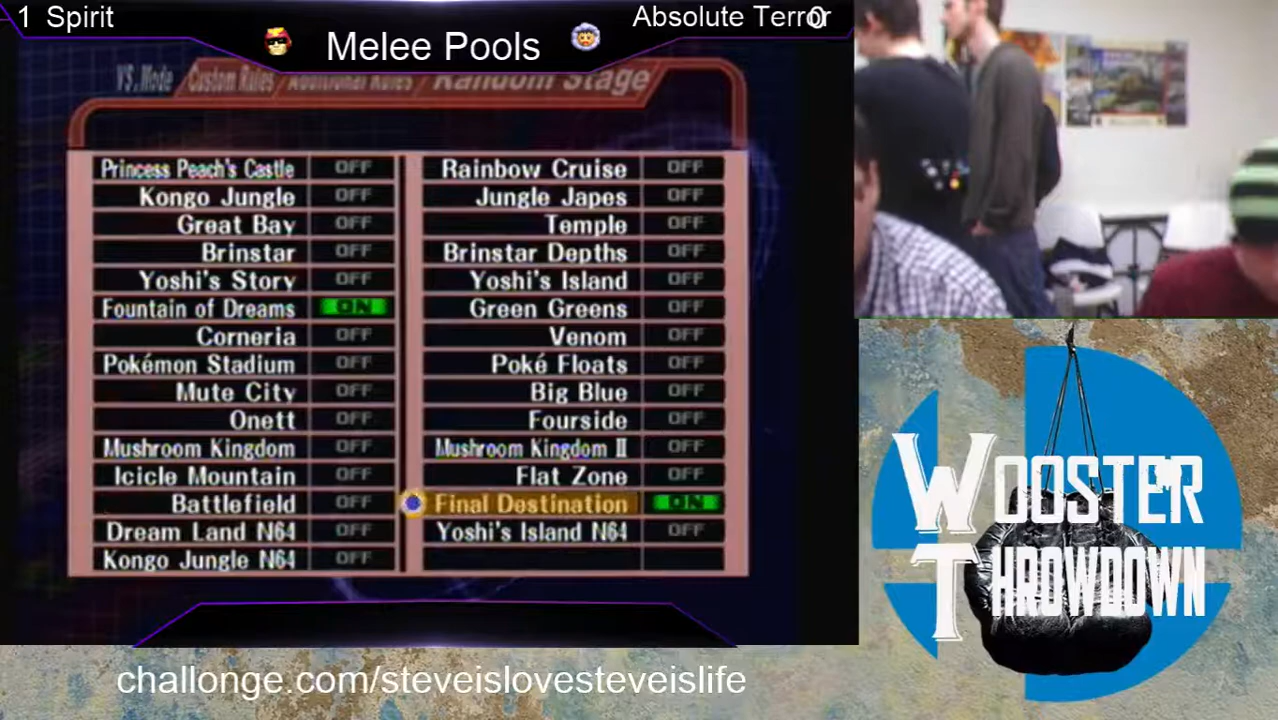 1 Spirit
Absolute Terror 0
Melee Pools
VS. Mode Custom Rules Additional Rules Random Stage
Princess Peach's Castle OFF Rainbow Cruise OFF
Kongo Jungle OFF Jungle Japes OFF
Great Bay OFF Temple OFF
Brinstar OFF Brinstar Depths OFF
Yoshi's Story OFF Yoshi's Island OFF
Fountain of Dreams ON Green Greens OFF
Corneria OFF Venom OFF
Pokémon Stadium OFF Poké Floats OFF
Mute City OFF Big Blue OFF
Onett OFF Fourside OFF
Mushroom Kingdom OFF Mushroom Kingdom II OFF
Icicle Mountain OFF Flat Zone OFF
Battlefield OFF Final Destination ON
Dream Land N64 OFF Yoshi's Island N64 OFF
Kongo Jungle N64 OFF
WOOSTER
THROWDOWN
WT
challonge.com/steveislovesteveislife